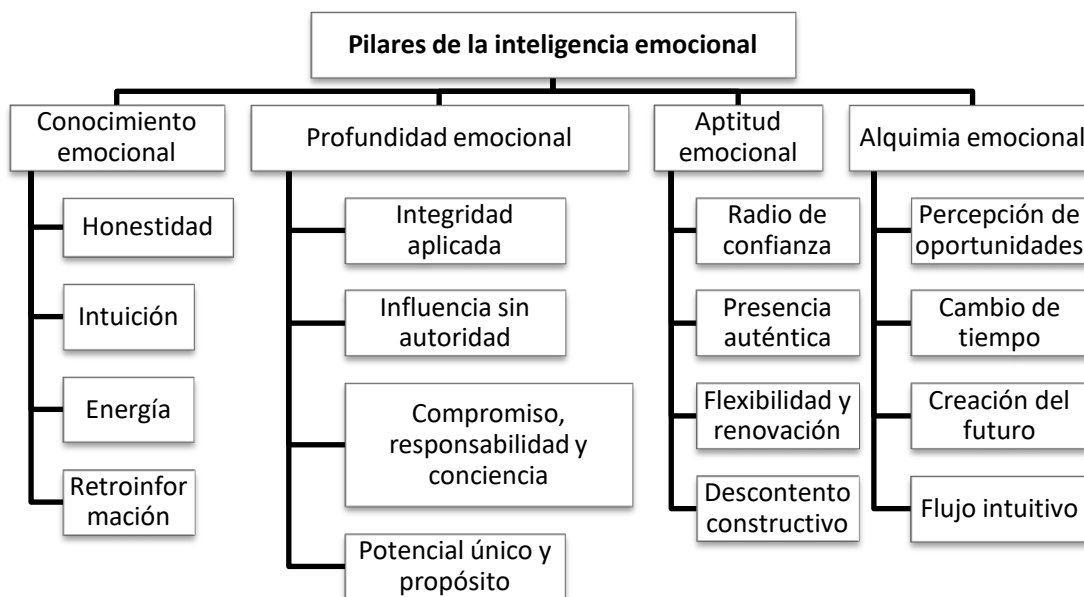 Pilares de la inteligencia emocional
Conocimiento
emocional
Honestidad
Intuición
Energía
Retroinfor
mación
Profundidad emocional
Integridad
aplicada
Influencia sin
autoridad
Compromiso,
responsabilidad y
conciencia
Potencial único y
propósito
Aptitud
emocional
Radio de
confianza
Presencia
auténtica
Flexibilidad y
renovación
Descontento
constructivo
Alquimia emocional
Percepción de
oportunidades
Cambio de
tiempo
Creación del
futuro
Flujo intuitivo